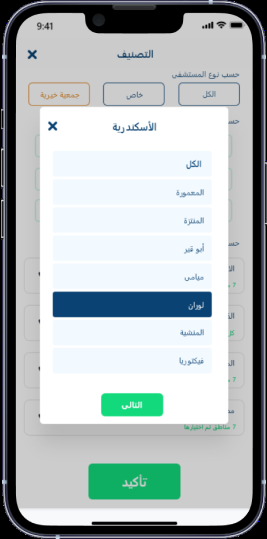 9:41
التصنيف
حسب نوع المستشفى
الكل
خاص
جمعية خيرية
الأسكندرية
الكل
المعمورة
المنتزة
أبو قير
ميامي
لوران
المنشية
فيكتوريا
التالي
7 مناطق تم اختيارها
تأكيد